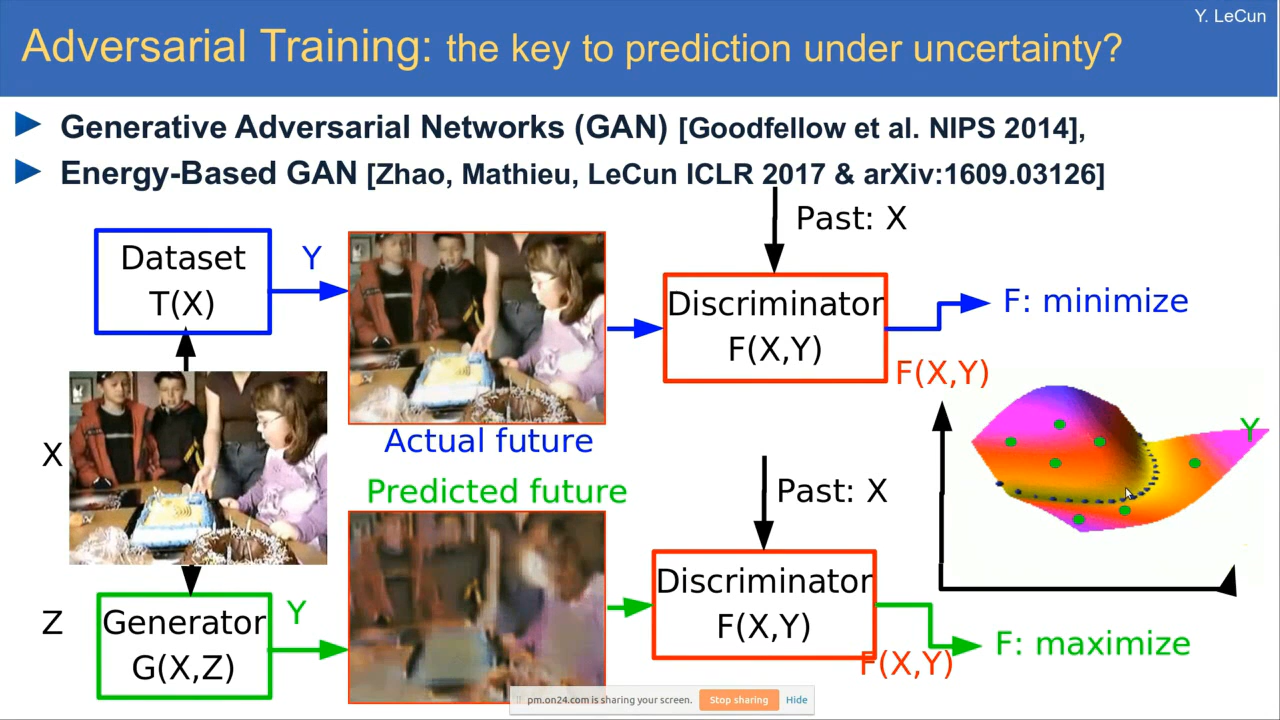 Y. LeCun
Adversarial Training: the key to prediction under uncertainty?
Generative Adversarial Networks (GAN) [Goodfellow et al. NIPS 2014],
Energy-Based GAN [Zhao, Mathieu, LeCun ICLR 2017 & arXiv:1609.03126]
Past: X
Dataset
T(X)
Y
Discriminator
F(X,Y)
F: minimize
F(X,Y)
Y
X
Actual future
Predicted future
Past: X
Z
Generator
G(X,Z)
Y
Discriminator
F(X,Y)
F: maximize
F(X,Y)
pm.on24.com is sharing your screen.
Stop sharing
Hide